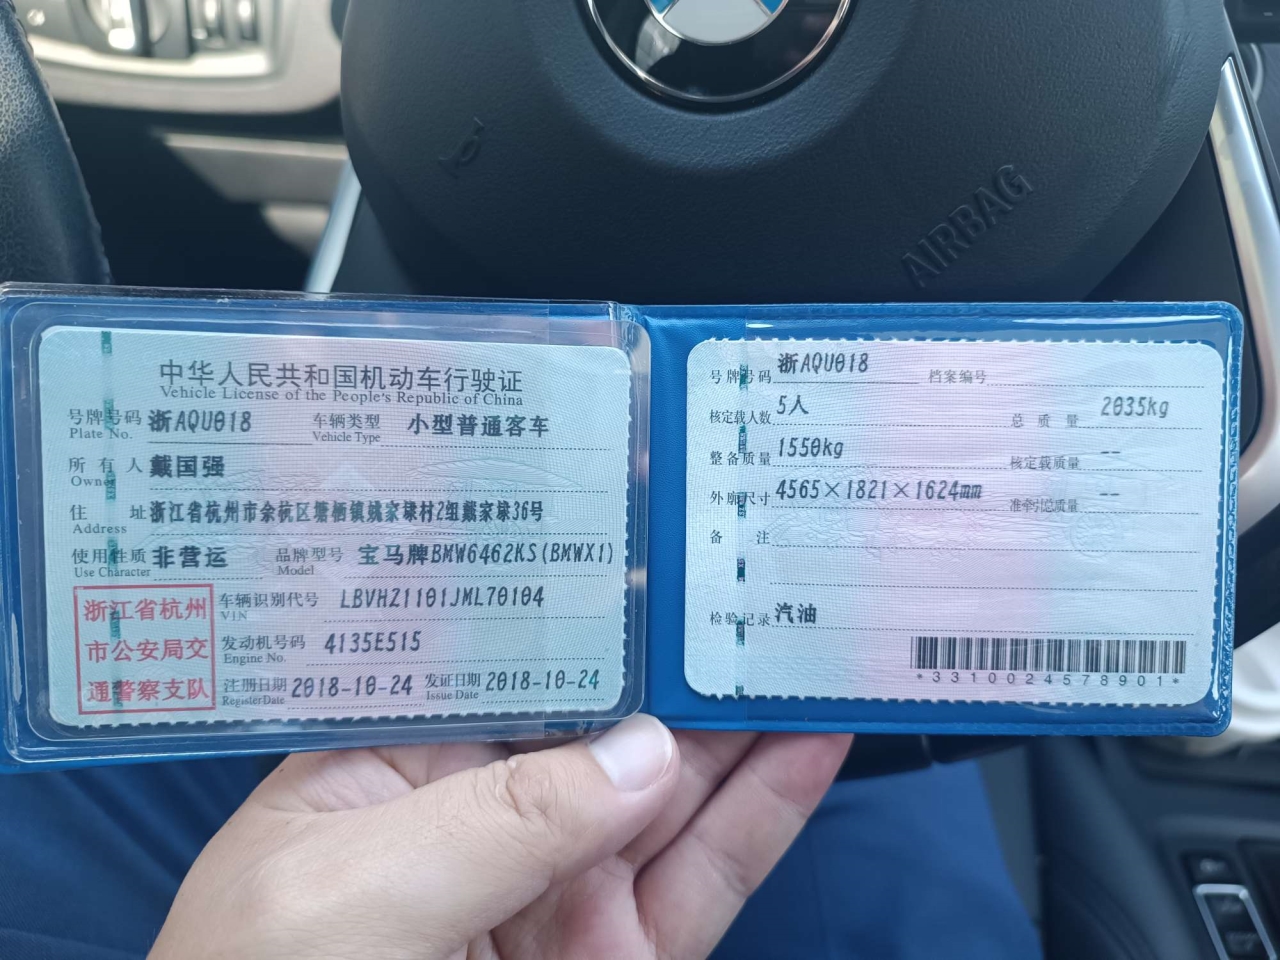 AIRBAG
中华人民共和国机动车行驶证
Vehicle License of the People's Republic of China
号牌号码 浙AQU018 车辆类型 小型普通客车
Plate No. Vehicle Type
所有人 戴国强
Owner
住址 浙江省杭州市余杭区塘栖镇姚家埭村2组戴家埭36号
Address
使用性质 非营运 品牌型号 宝马牌BMW6462KS(BMWX1)
Use Character Model
浙江省杭州
市公安局交
通警察支队
车辆识别代号 LBVHZ1101JML70104
VIN
发动机号码 4135E515
Engine No.
注册日期 2018-10-24 发证日期 2018-10-24
Register Date Issue Date
号牌号码 浙AQU018 档案编号
核定载人数 5人 总质量 2035kg
整备质量 1550kg 核定载质量 --
外廓尺寸 4565×1821×1624mm 准牵引总质量 --
备注
检验记录 汽油
*3310024578901*